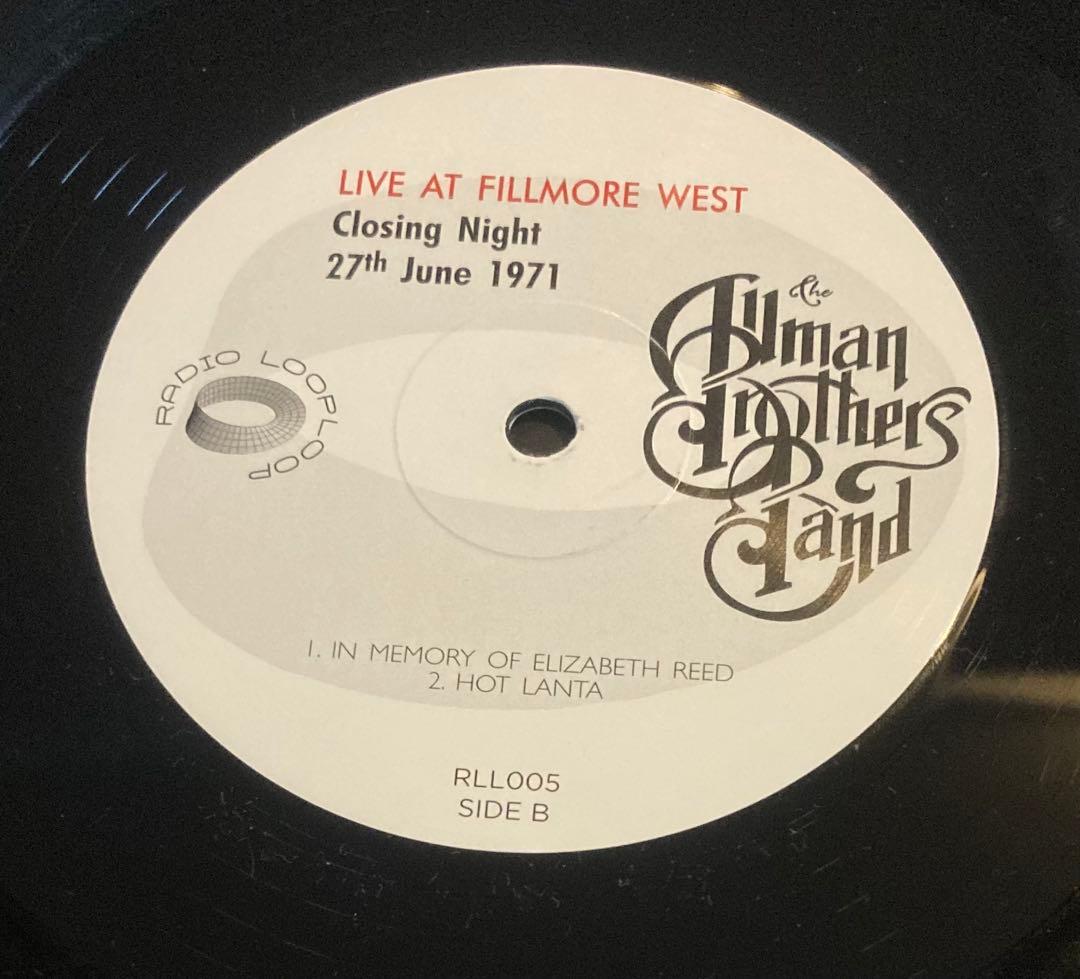 LIVE AT FILLMORE WEST
Closing Night
27th June 1971
RADIO LOOPLOOP
The
Allman
Brothers
Band
1. IN MEMORY OF ELIZABETH REED
2. HOT LANTA
RLL005
SIDE B